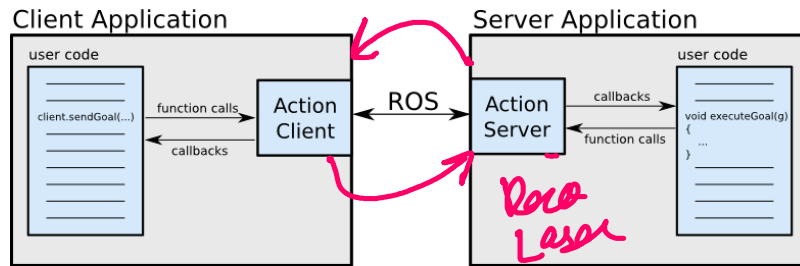 Client Application
Server Application
user code
user code
client.sendGoal(...)
function calls
callbacks
Action
Client
ROS
Action
Server
callbacks
function calls
void executeGoal(g)
{
...
}